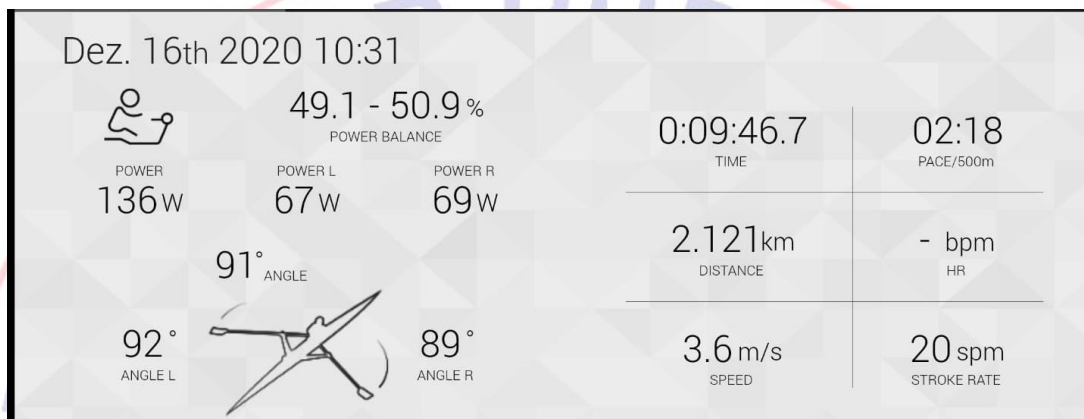 Dez. 16th 2020 10:31
49.1 - 50.9 %
POWER BALANCE
POWER
136 W
POWER L
67 W
POWER R
69 W
91° ANGLE
92°
ANGLE L
89°
ANGLE R
0:09:46.7
TIME
02:18
PACE/500m
2.121 km
DISTANCE
- bpm
HR
3.6 m/s
SPEED
20 spm
STROKE RATE